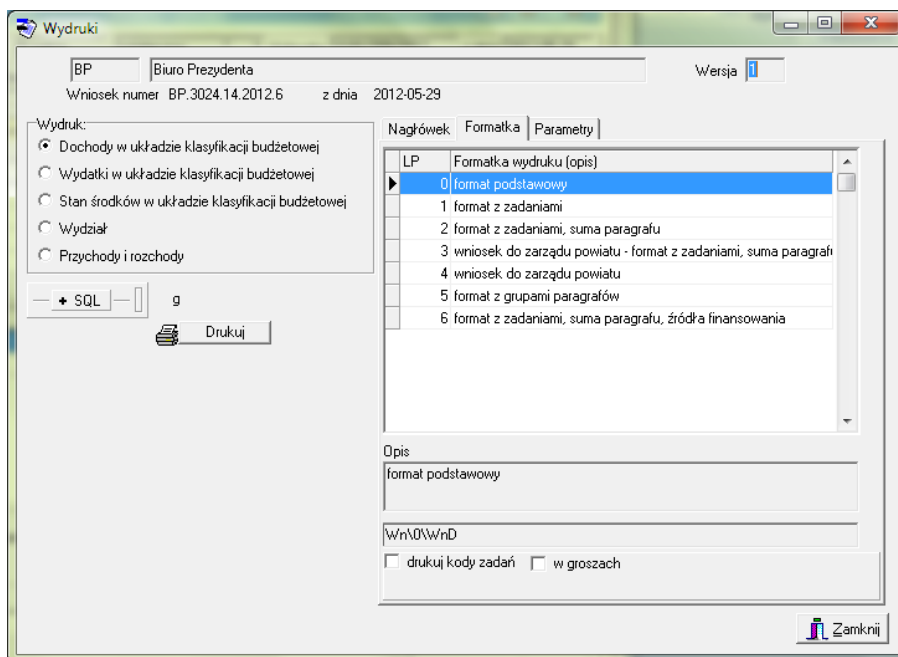 Wydruki
BP Biuro Prezydenta Wersja 1
Wniosek numer BP.3024.14.2012.6 z dnia 2012-05-29
Wydruk:
Dochody w układzie klasyfikacji budżetowej
Wydatki w układzie klasyfikacji budżetowej
Stan środków w układzie klasyfikacji budżetowej
Wydział
Przychody i rozchody
+ SQL g
Drukuj
Nagłówek Formatka Parametry
LP Formatka wydruku (opis)
0 format podstawowy
1 format z zadaniami
2 format z zadaniami, suma paragrafu
3 wniosek do zarządu powiatu - format z zadaniami, suma paragrafu
4 wniosek do zarządu powiatu
5 format z grupami paragrafów
6 format z zadaniami, suma paragrafu, źródła finansowania
Opis
format podstawowy
Wn\0\WnD
drukuj kody zadań w groszach
Zamknij